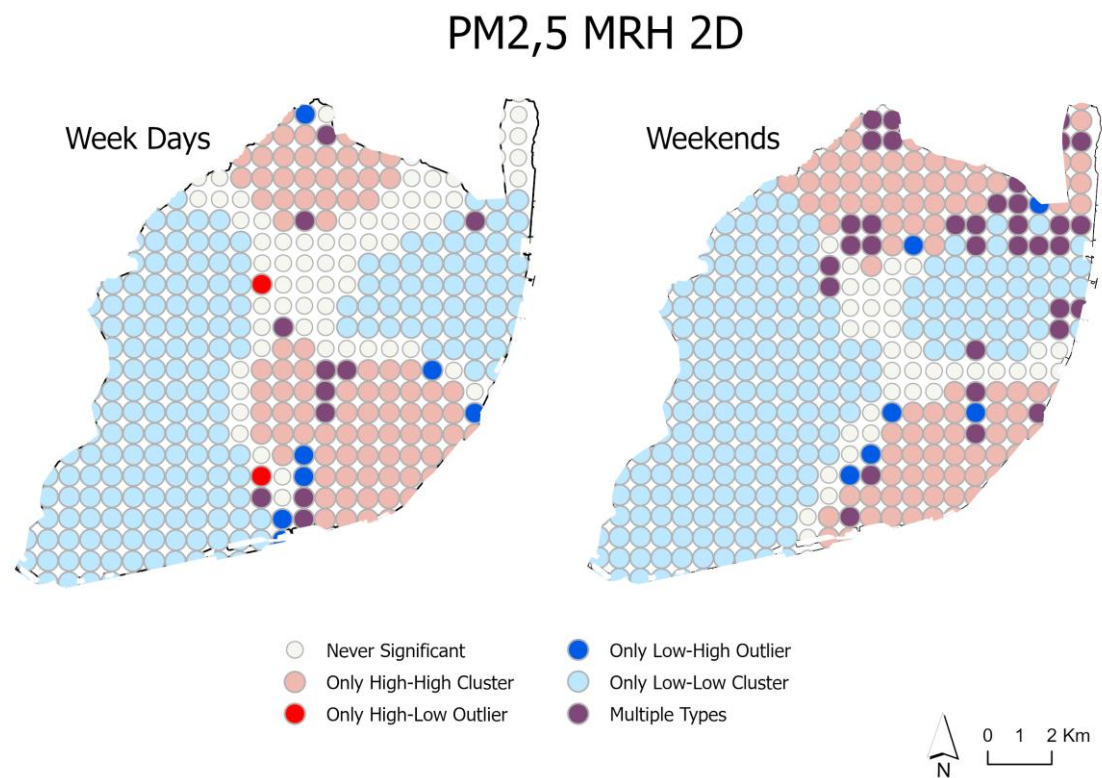 PM2,5 MRH 2D
Week Days
Weekends
Never Significant
Only High-High Cluster
Only High-Low Outlier
Only Low-High Outlier
Only Low-Low Cluster
Multiple Types
N
0 1 2 Km